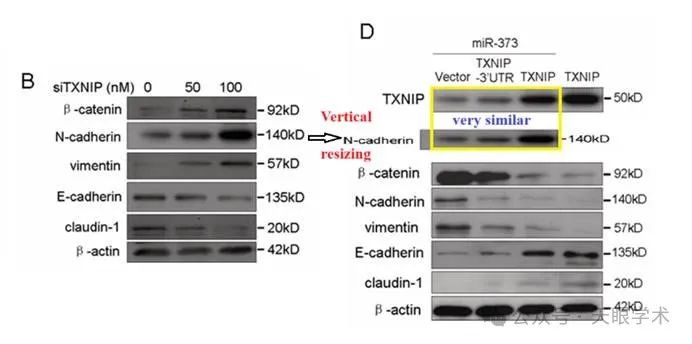 B
siTXNIP (nM) 0 50 100
β-catenin 92kD
N-cadherin 140kD
vimentin 57kD
E-cadherin 135kD
claudin-1 20kD
β-actin 42kD
Vertical
resizing
D
miR-373
Vector TXNIP -3'UTR TXNIP TXNIP
TXNIP 50kD
very similar
N-cadherin 140kD
β-catenin 92kD
N-cadherin 140kD
vimentin 57kD
E-cadherin 135kD
claudin-1 20kD
β-actin 42kD
公众号 · 天眼学术